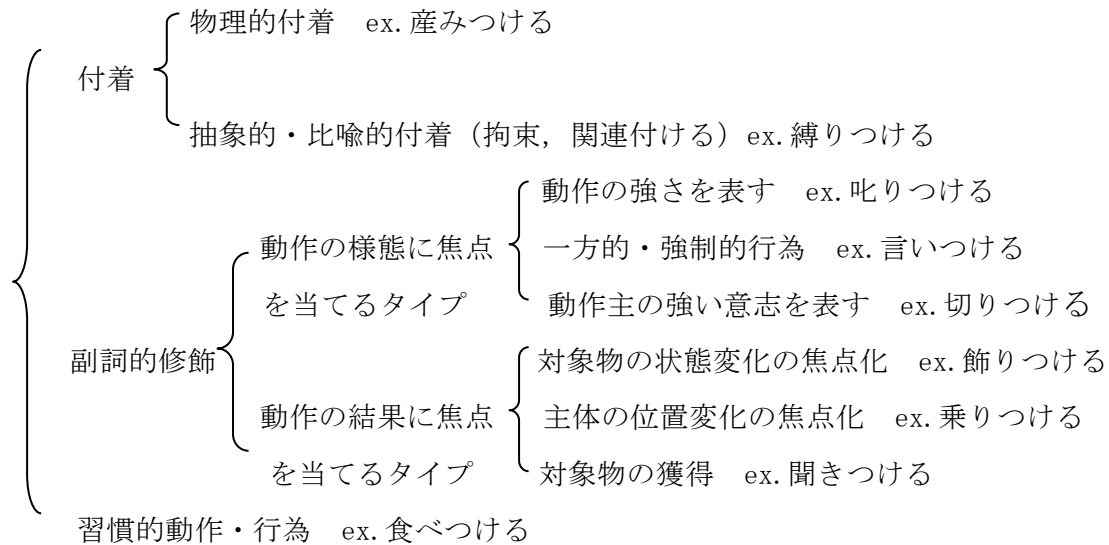 物理的付着 ex.産みつける
付着
抽象的・比喩的付着（拘束，関連付ける）ex.縛りつける
動作の強さを表す ex.叱りつける
動作の様態に焦点 一方的・強制的行為 ex.言いつける
を当てるタイプ 動作主の強い意志を表す ex.切りつける
副詞的修飾 対象物の状態変化の焦点化 ex.飾りつける
動作の結果に焦点 主体の位置変化の焦点化 ex.乗りつける
を当てるタイプ 対象物の獲得 ex.聞きつける
習慣的動作・行為 ex.食べつける